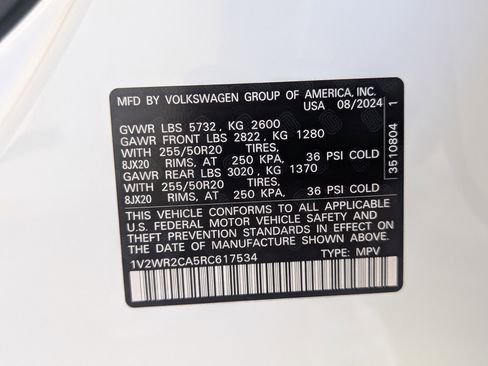 MFD BY VOLKSWAGEN GROUP OF AMERICA, INC.
USA 08/2024
GVWR LBS 5732, KG 2600
GAWR FRONT LBS 2822, KG 1280
WITH 255/50R20 TIRES,
8JX20 RIMS, AT 250 KPA, 36 PSI COLD
GAWR REAR LBS 3020, KG 1370
WITH 255/50R20 TIRES,
8JX20 RIMS, AT 250 KPA, 36 PSI COLD
THIS VEHICLE CONFORMS TO ALL APPLICABLE
U.S. FEDERAL MOTOR VEHICLE SAFETY AND
THEFT PREVENTION STANDARDS IN EFFECT ON
THE DATE OF MANUFACTURE SHOWN ABOVE.
1V2WR2CA5RC617534 TYPE: MPV
3510804 1